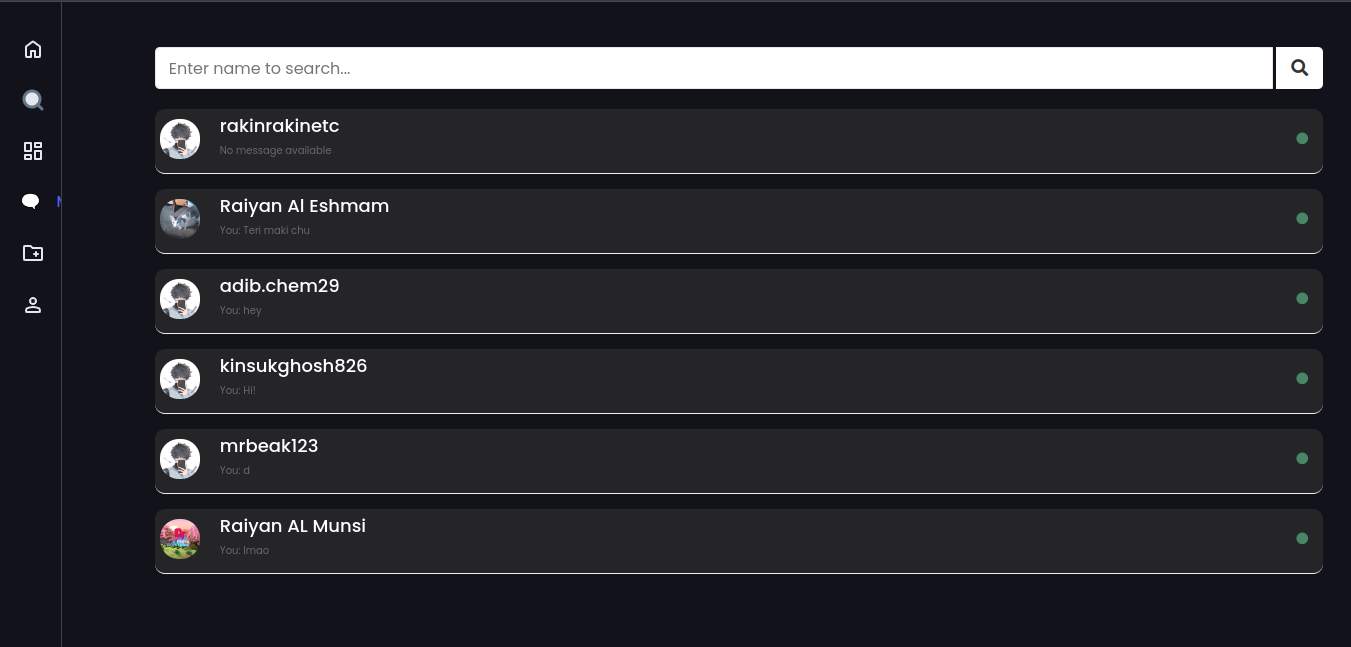 Enter name to search...
rakinrakinetc
No message available
Raiyan Al Eshmam
You: Teri maki chu
adib.chem29
You: hey
kinsukghosh826
You: Hi!
mrbeak123
You: d
Raiyan AL Munsi
You: lmao